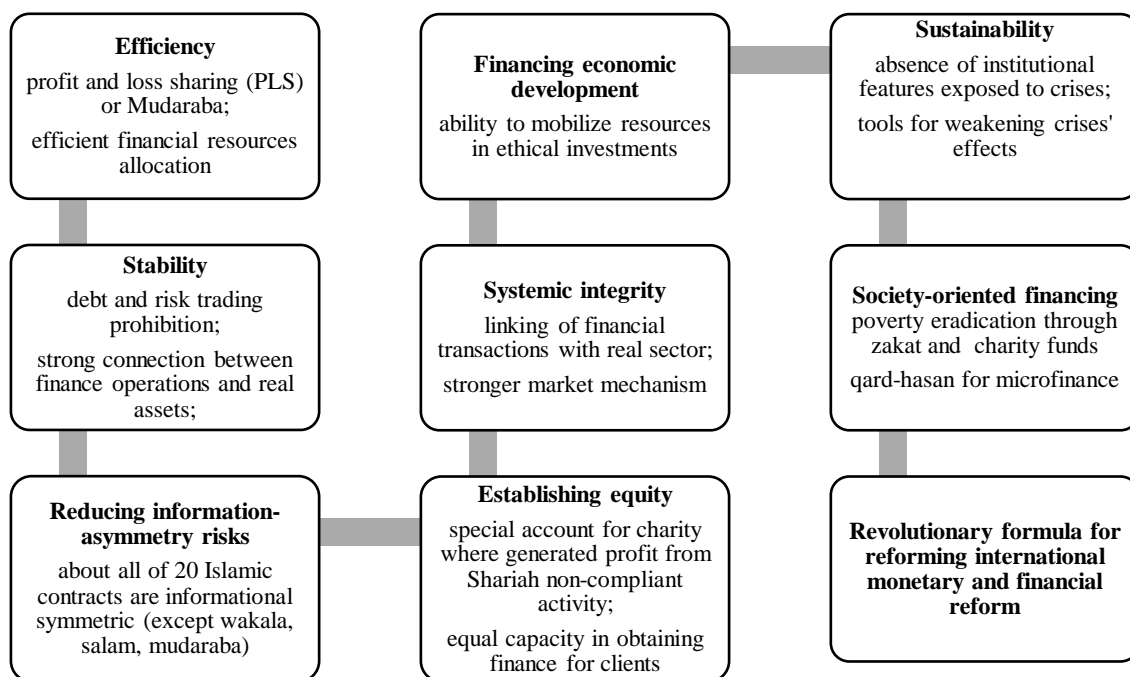 Efficiency
profit and loss sharing (PLS)
or Mudaraba;
efficient financial resources
allocation
Stability
debt and risk trading
prohibition;
strong connection between
finance operations and real
assets;
Reducing information-
asymmetry risks
about all of 20 Islamic
contracts are informational
symmetric (except wakala,
salam, mudaraba)
Establishing equity
special account for charity
where generated profit from
Shariah non-compliant
activity;
equal capacity in obtaining
finance for clients
Systemic integrity
linking of financial
transactions with real sector;
stronger market mechanism
Financing economic
development
ability to mobilize resources
in ethical investments
Sustainability
absence of institutional
features exposed to crises;
tools for weakening crises'
effects
Society-oriented financing
poverty eradication through
zakat and charity funds
qard-hasan for microfinance
Revolutionary formula for
reforming international
monetary and financial
reform